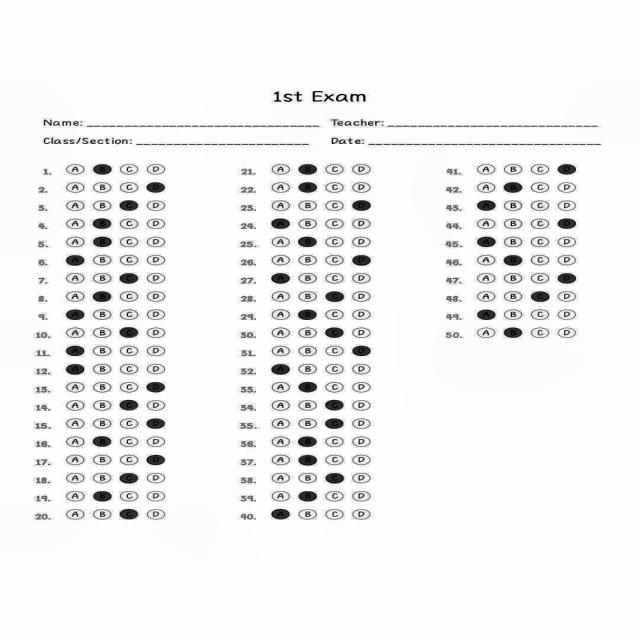 1st Exam
Name: ______________________________ Teacher: ___________________________
Class/Section: ______________________ Date: ______________________________
1. A B C D
2. A B C D
3. A B C D
4. A B C D
5. A B C D
6. A B C D
7. A B C D
8. A B C D
9. A B C D
10. A B C D
11. A B C D
12. A B C D
13. A B C D
14. A B C D
15. A B C D
16. A B C D
17. A B C D
18. A B C D
19. A B C D
20. A B C D
21. A B C D
22. A B C D
23. A B C D
24. A B C D
25. A B C D
26. A B C D
27. A B C D
28. A B C D
29. A B C D
30. A B C D
31. A B C D
32. A B C D
33. A B C D
34. A B C D
35. A B C D
36. A B C D
37. A B C D
38. A B C D
39. A B C D
40. A B C D
41. A B C D
42. A B C D
43. A B C D
44. A B C D
45. A B C D
46. A B C D
47. A B C D
48. A B C D
49. A B C D
50. A B C D